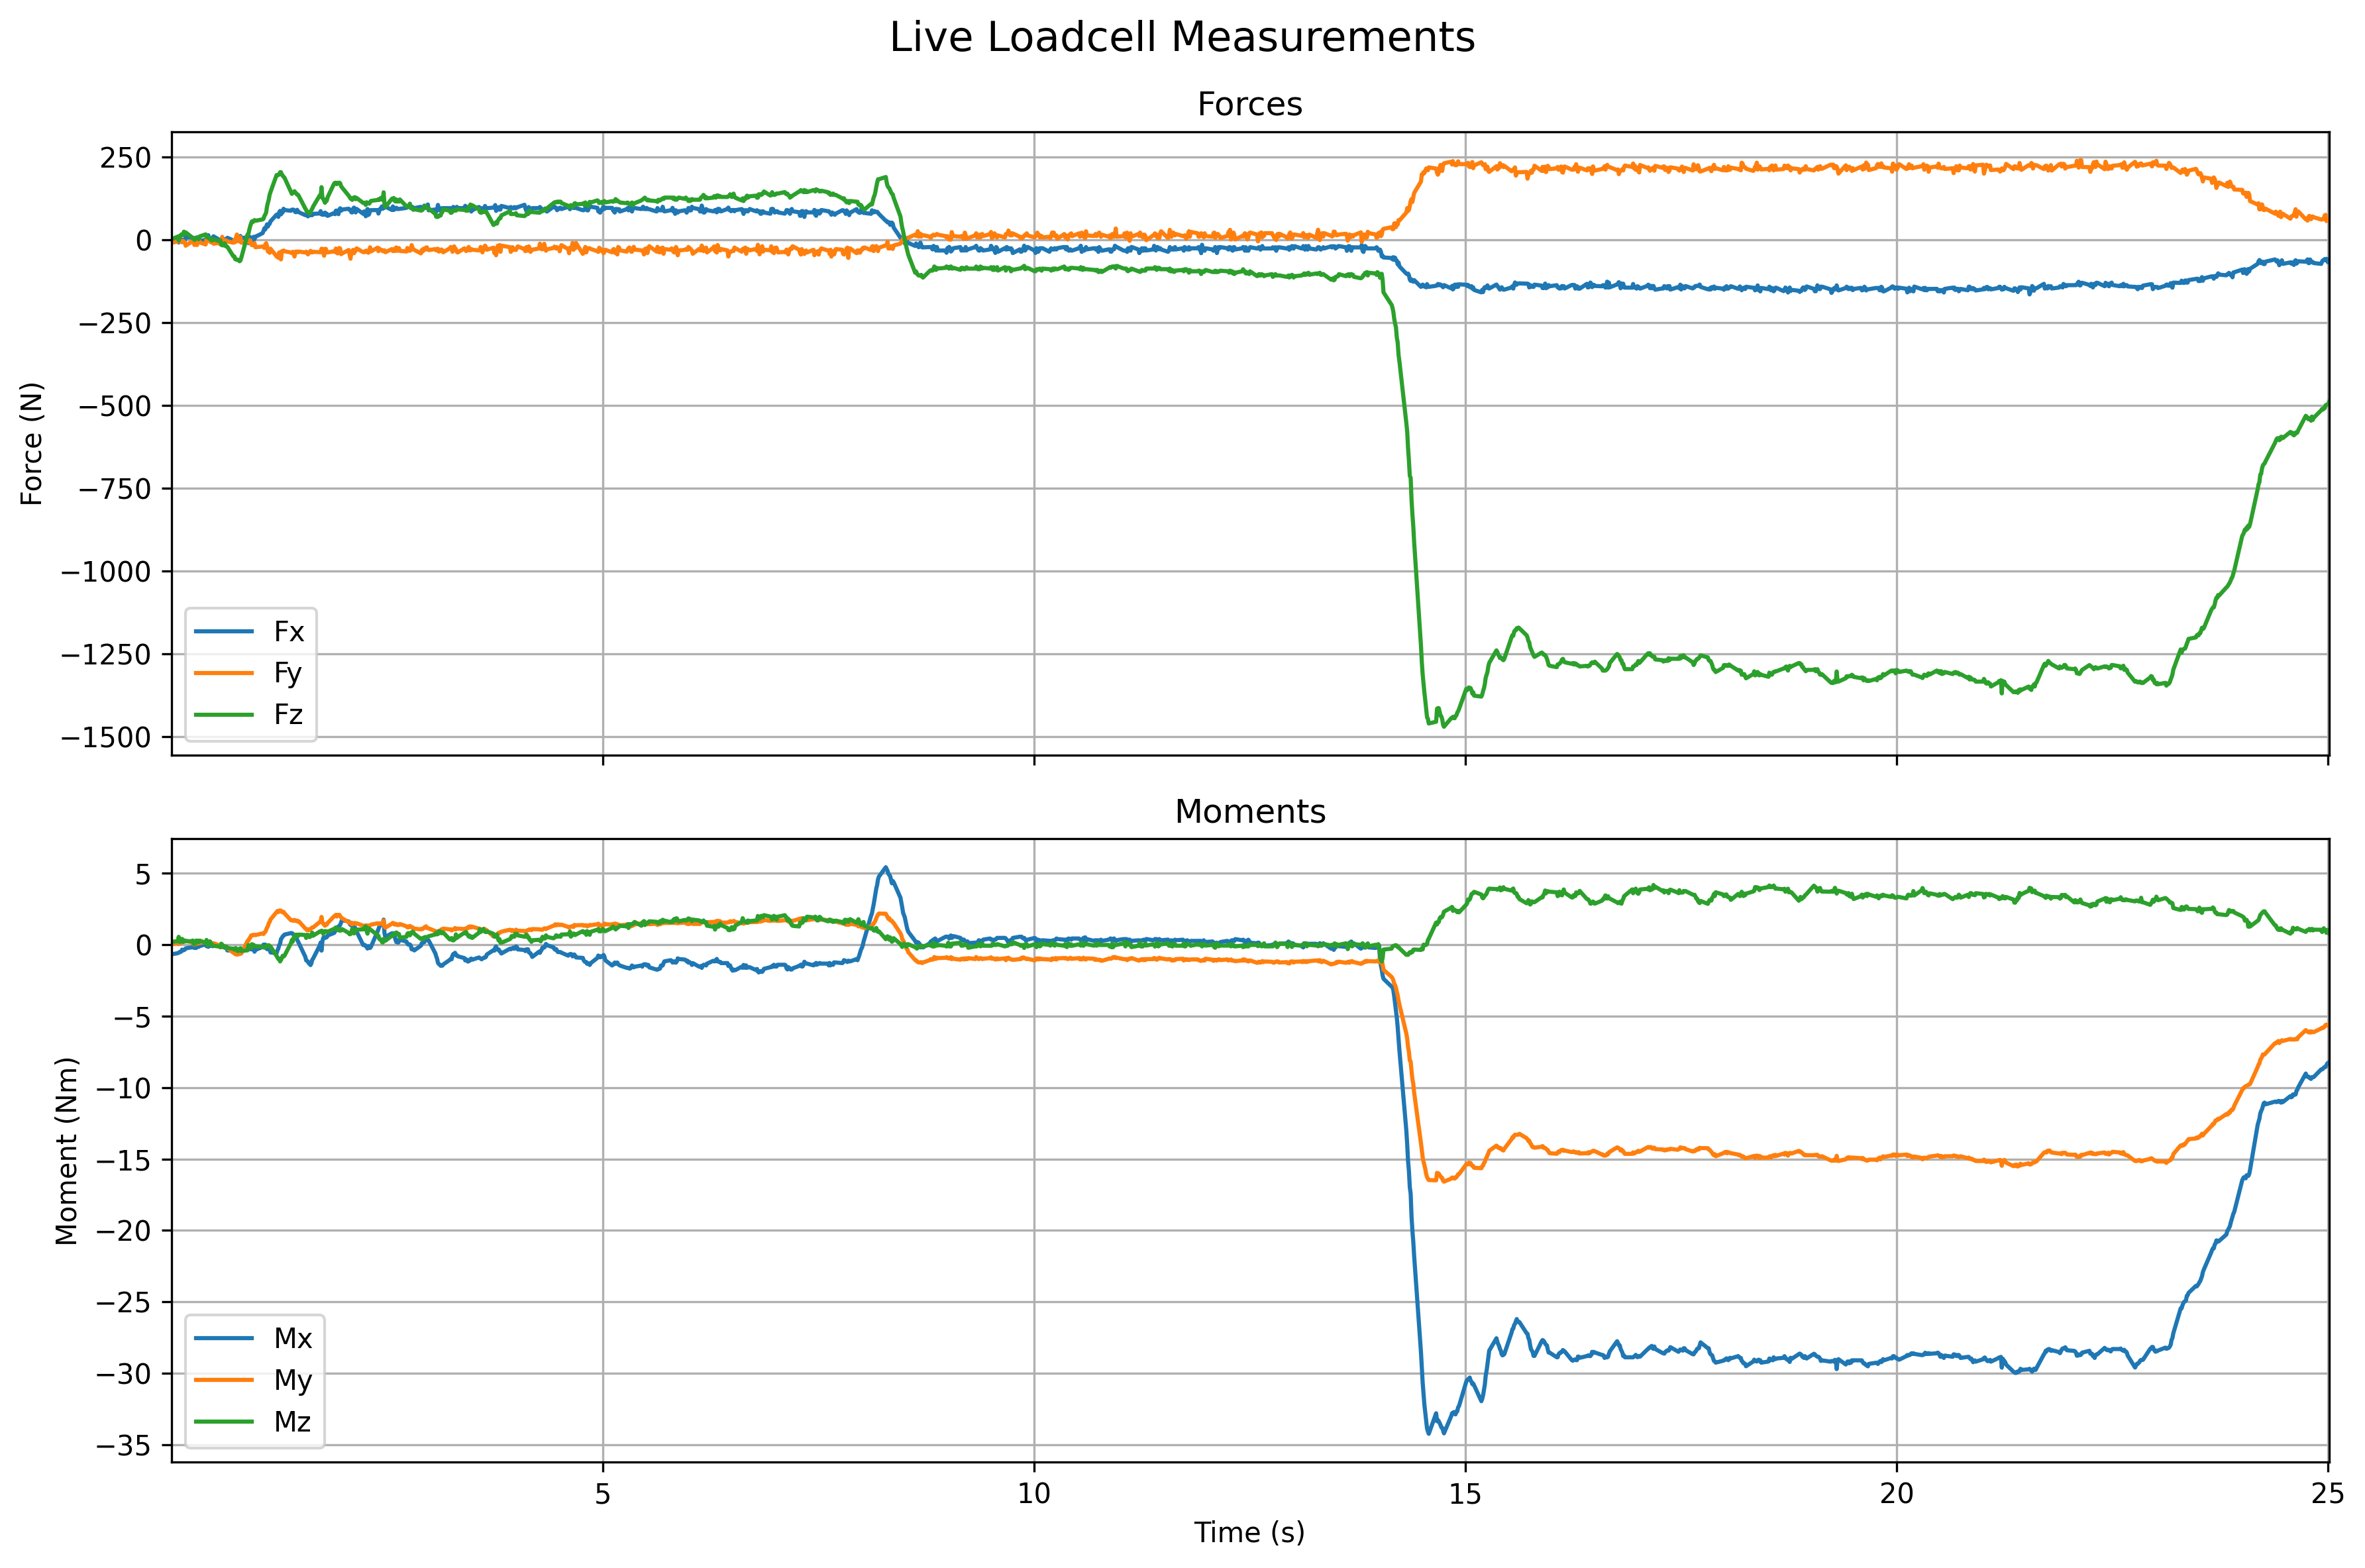 Live Loadcell Measurements
Forces
250
0
−250
−500
−750
−1000
−1250
−1500
Force (N)
Fx
Fy
Fz
Moments
5
0
−5
−10
−15
−20
−25
−30
−35
Moment (Nm)
Mx
My
Mz
5
10
15
20
25
Time (s)